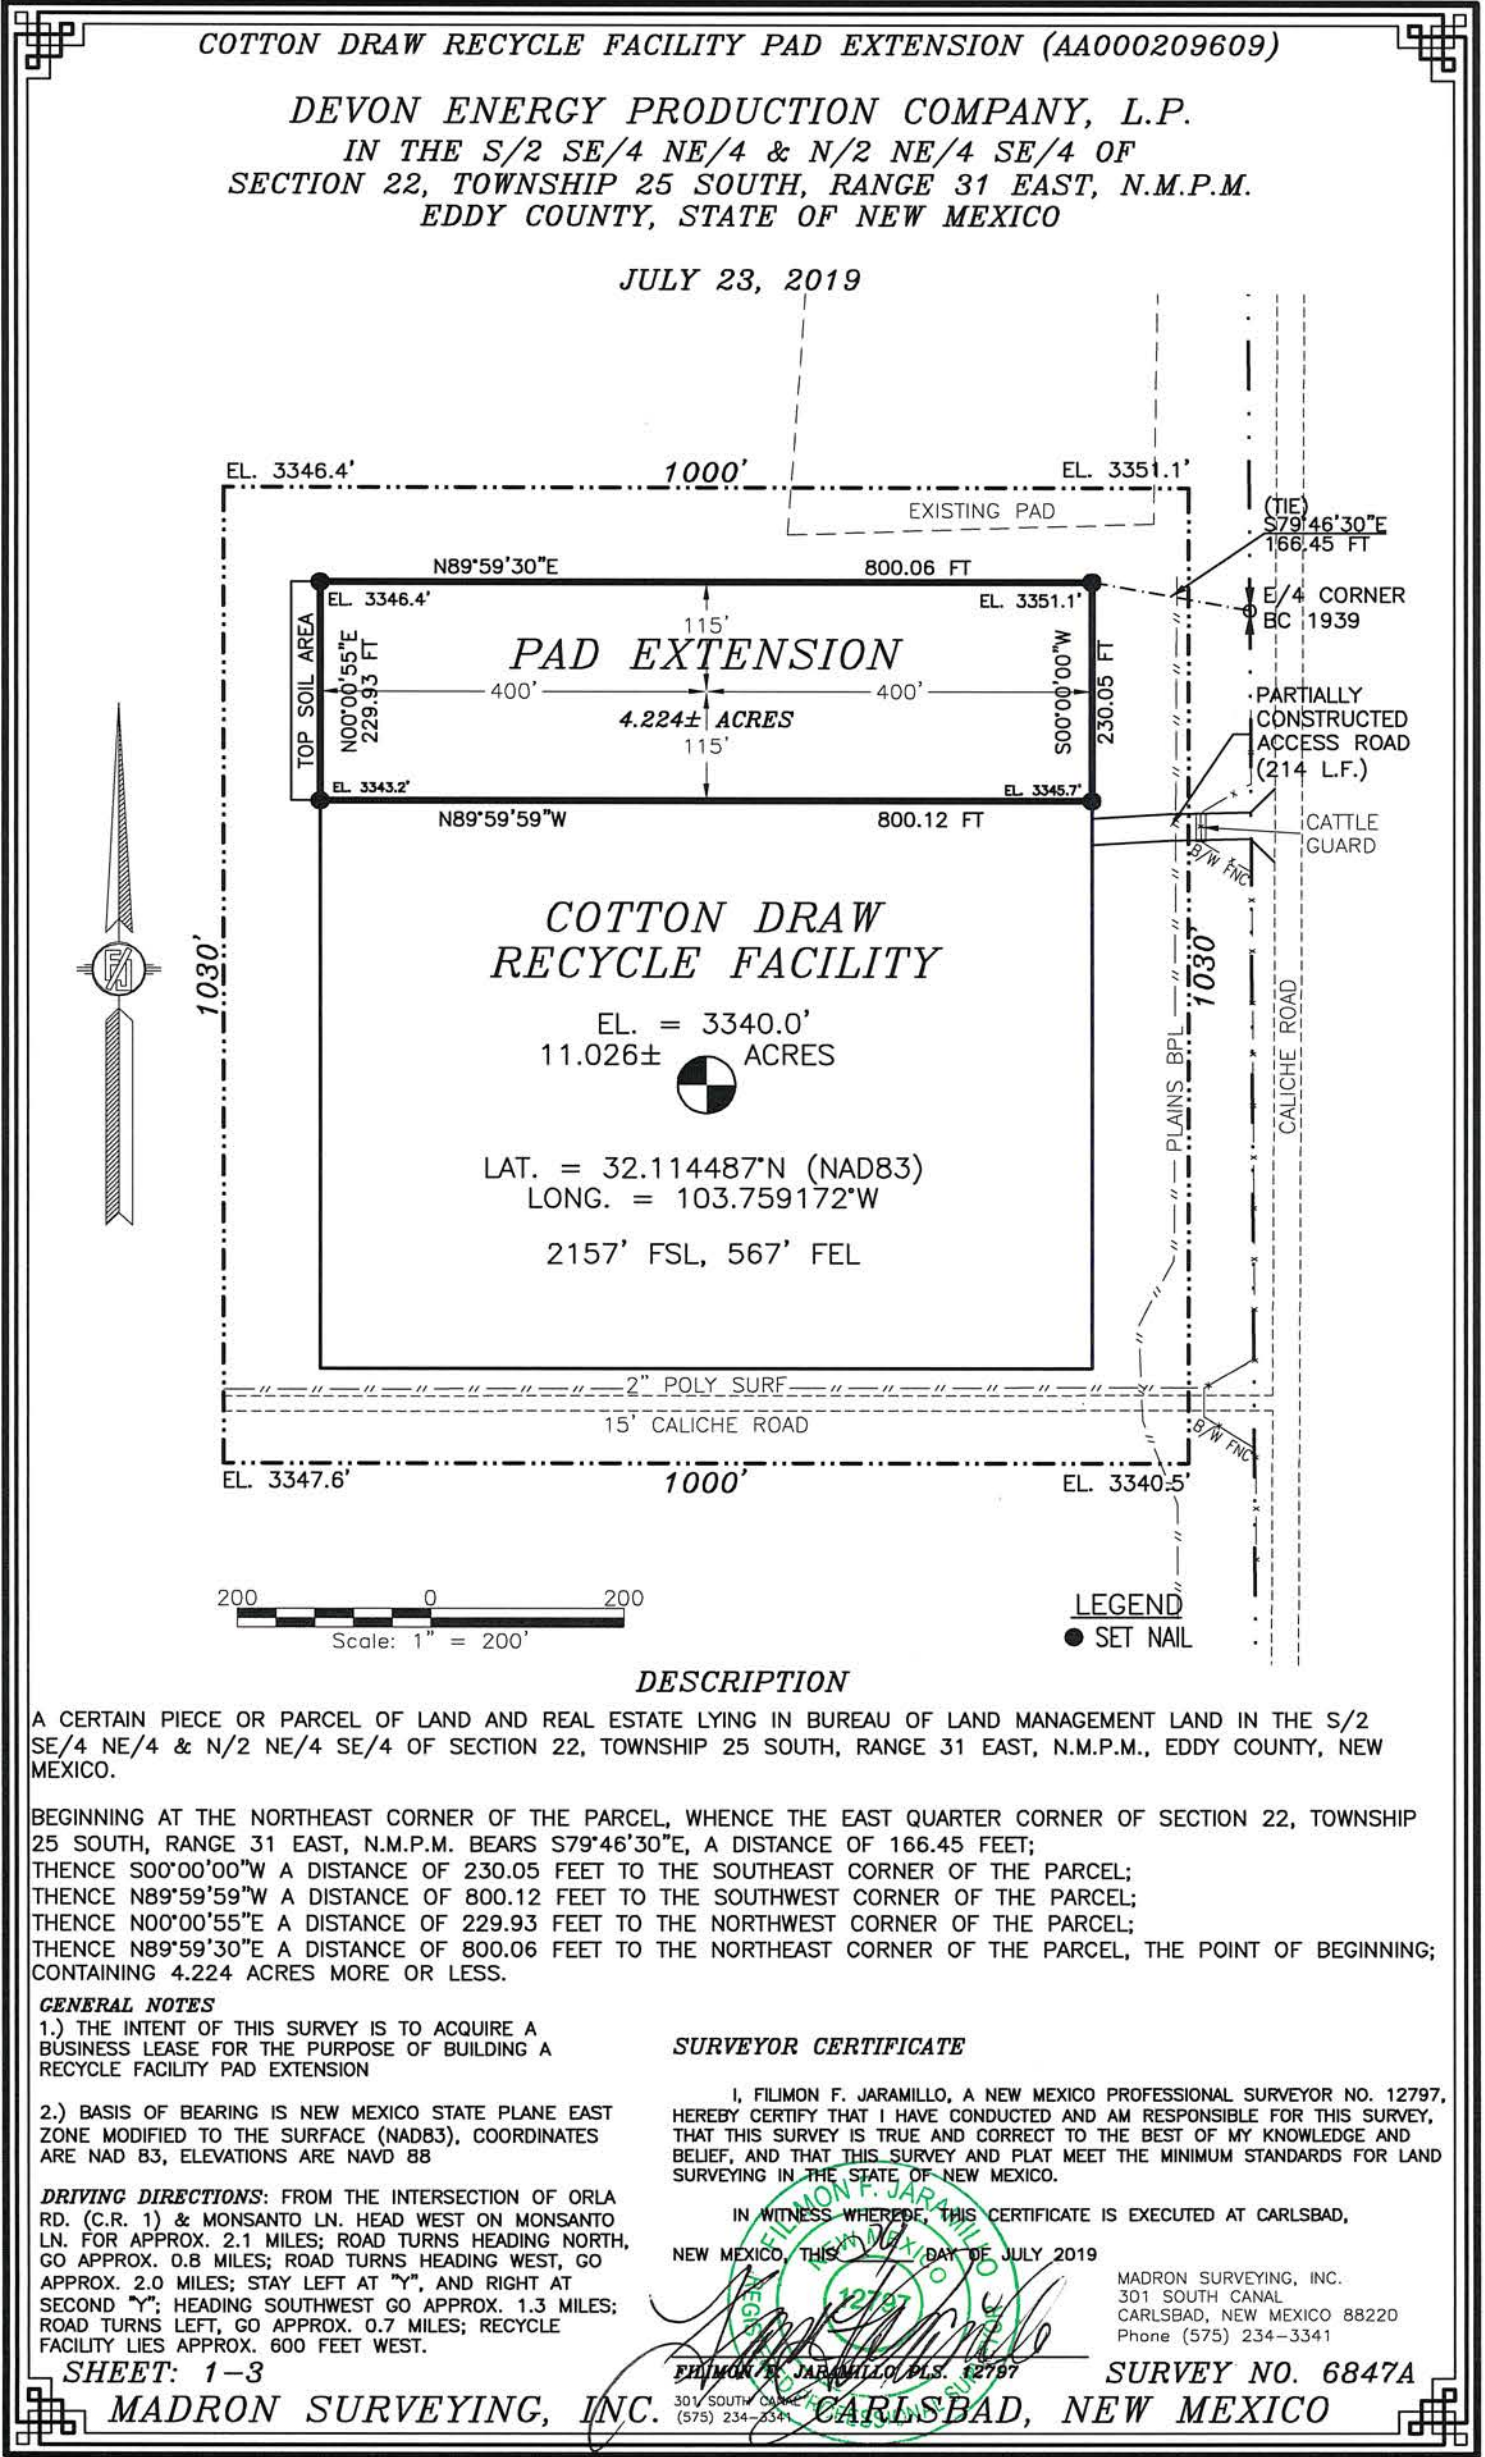 COTTON DRAW RECYCLE FACILITY PAD EXTENSION (AA000209609)
DEVON ENERGY PRODUCTION COMPANY, L.P.
IN THE S/2 SE/4 NE/4 & N/2 NE/4 SE/4 OF
SECTION 22, TOWNSHIP 25 SOUTH, RANGE 31 EAST, N.M.P.M.
EDDY COUNTY, STATE OF NEW MEXICO
JULY 23, 2019
EL. 3346.4'
1000'
EL. 3351.1'
EXISTING PAD
(TIE)
S79°46'30"E
166.45 FT
N89°59'30"E
800.06 FT
EL. 3346.4'
EL. 3351.1'
E/4 CORNER
BC 1939
115'
PAD EXTENSION
TOP SOIL AREA
N00°00'55"E
229.93 FT
400'
400'
S00°00'00"W
230.05 FT
4.224± ACRES
115'
PARTIALLY
CONSTRUCTED
ACCESS ROAD
(214 L.F.)
EL. 3343.2'
EL. 3345.7'
N89°59'59"W
800.12 FT
CATTLE
GUARD
B/W FNC
COTTON DRAW
RECYCLE FACILITY
1030'
1030'
EL. = 3340.0'
11.026± ACRES
PLAINS BPL
CALICHE ROAD
LAT. = 32.114487°N (NAD83)
LONG. = 103.759172°W
2157' FSL, 567' FEL
2" POLY SURF
15' CALICHE ROAD
B/W FNC
EL. 3347.6'
1000'
EL. 3340.5'
200 0 200
Scale: 1" = 200'
LEGEND
SET NAIL
DESCRIPTION
A CERTAIN PIECE OR PARCEL OF LAND AND REAL ESTATE LYING IN BUREAU OF LAND MANAGEMENT LAND IN THE S/2
SE/4 NE/4 & N/2 NE/4 SE/4 OF SECTION 22, TOWNSHIP 25 SOUTH, RANGE 31 EAST, N.M.P.M., EDDY COUNTY, NEW
MEXICO.
BEGINNING AT THE NORTHEAST CORNER OF THE PARCEL, WHENCE THE EAST QUARTER CORNER OF SECTION 22, TOWNSHIP
25 SOUTH, RANGE 31 EAST, N.M.P.M. BEARS S79°46'30"E, A DISTANCE OF 166.45 FEET;
THENCE S00°00'00"W A DISTANCE OF 230.05 FEET TO THE SOUTHEAST CORNER OF THE PARCEL;
THENCE N89°59'59"W A DISTANCE OF 800.12 FEET TO THE SOUTHWEST CORNER OF THE PARCEL;
THENCE N00°00'55"E A DISTANCE OF 229.93 FEET TO THE NORTHWEST CORNER OF THE PARCEL;
THENCE N89°59'30"E A DISTANCE OF 800.06 FEET TO THE NORTHEAST CORNER OF THE PARCEL, THE POINT OF BEGINNING;
CONTAINING 4.224 ACRES MORE OR LESS.
GENERAL NOTES
1.) THE INTENT OF THIS SURVEY IS TO ACQUIRE A
BUSINESS LEASE FOR THE PURPOSE OF BUILDING A
RECYCLE FACILITY PAD EXTENSION
2.) BASIS OF BEARING IS NEW MEXICO STATE PLANE EAST
ZONE MODIFIED TO THE SURFACE (NAD83), COORDINATES
ARE NAD 83, ELEVATIONS ARE NAVD 88
DRIVING DIRECTIONS: FROM THE INTERSECTION OF ORLA
RD. (C.R. 1) & MONSANTO LN. HEAD WEST ON MONSANTO
LN. FOR APPROX. 2.1 MILES; ROAD TURNS HEADING NORTH,
GO APPROX. 0.8 MILES; ROAD TURNS HEADING WEST, GO
APPROX. 2.0 MILES; STAY LEFT AT "Y", AND RIGHT AT
SECOND "Y"; HEADING SOUTHWEST GO APPROX. 1.3 MILES;
ROAD TURNS LEFT, GO APPROX. 0.7 MILES; RECYCLE
FACILITY LIES APPROX. 600 FEET WEST.
SURVEYOR CERTIFICATE
I, FILIMON F. JARAMILLO, A NEW MEXICO PROFESSIONAL SURVEYOR NO. 12797,
HEREBY CERTIFY THAT I HAVE CONDUCTED AND AM RESPONSIBLE FOR THIS SURVEY,
THAT THIS SURVEY IS TRUE AND CORRECT TO THE BEST OF MY KNOWLEDGE AND
BELIEF, AND THAT THIS SURVEY AND PLAT MEET THE MINIMUM STANDARDS FOR LAND
SURVEYING IN THE STATE OF NEW MEXICO.
IN WITNESS WHEREOF, THIS CERTIFICATE IS EXECUTED AT CARLSBAD,
NEW MEXICO, THIS DAY OF JULY 2019
FILIMON F. JARAMILLO
NEW MEXICO
12797
REGISTERED PROFESSIONAL SURVEYOR
MADRON SURVEYING, INC.
301 SOUTH CANAL
CARLSBAD, NEW MEXICO 88220
Phone (575) 234-3341
FILIMON F. JARAMILLO, PLS. 12797
SHEET: 1-3
SURVEY NO. 6847A
MADRON SURVEYING, INC. 301 SOUTH CANAL (575) 234-3341 CARLSBAD, NEW MEXICO